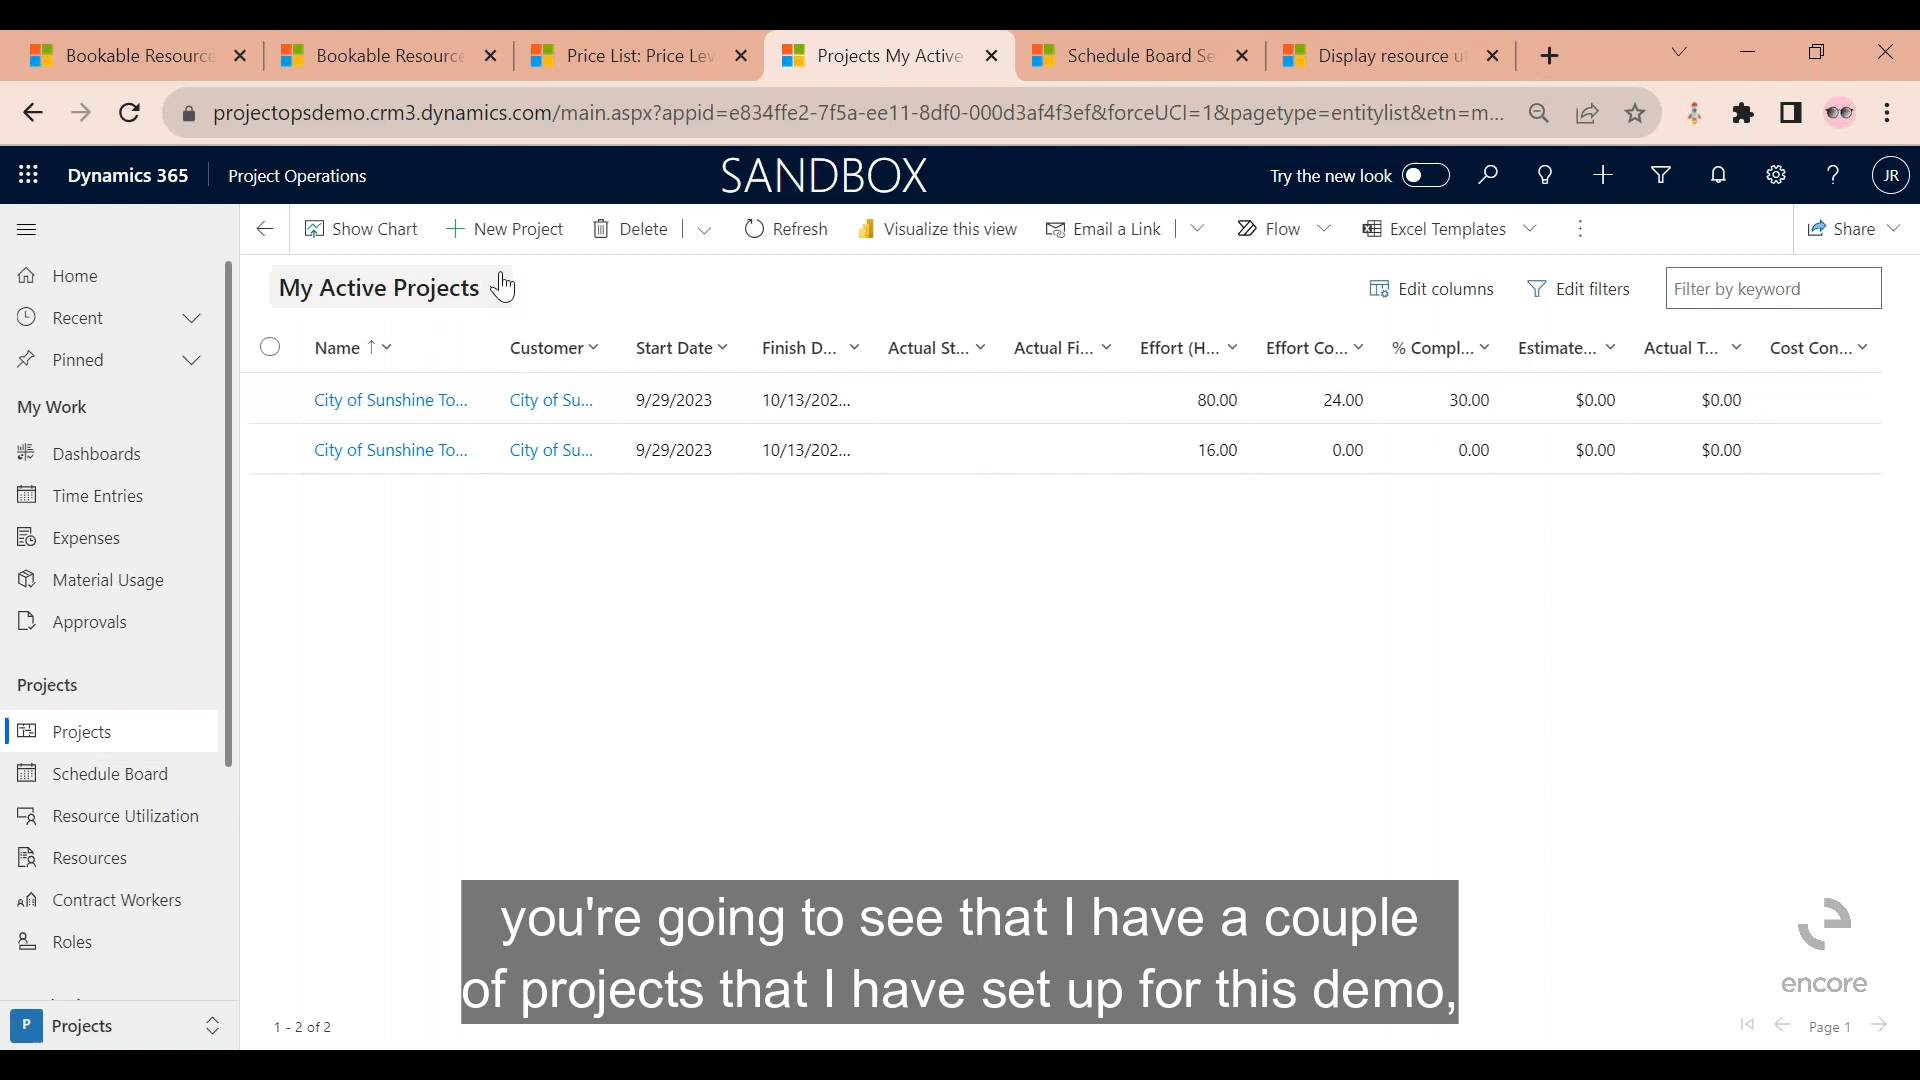 Bookable Resource
Bookable Resource
Price List: Price Lev
Projects My Active
Schedule Board Se
Display resource ut
projectopsdemo.crm3.dynamics.com/main.aspx?appid=e834ffe2-7f5a-ee11-8df0-000d3af4f3ef&forceUCI=1&pagetype=entitylist&etn=m...
Dynamics 365
Project Operations
SANDBOX
Try the new look
JR
Show Chart
New Project
Delete
Refresh
Visualize this view
Email a Link
Flow
Excel Templates
Share
Home
Recent
Pinned
My Work
Dashboards
Time Entries
Expenses
Material Usage
Approvals
Projects
Projects
Schedule Board
Resource Utilization
Resources
Contract Workers
Roles
P Projects
My Active Projects
Edit columns
Edit filters
Filter by keyword
Name ↑ Customer Start Date Finish D... Actual St... Actual Fi... Effort (H... Effort Co... % Compl... Estimate... Actual T... Cost Con...
City of Sunshine To... City of Su... 9/29/2023 10/13/202... 80.00 24.00 30.00 $0.00 $0.00
City of Sunshine To... City of Su... 9/29/2023 10/13/202... 16.00 0.00 0.00 $0.00 $0.00
you're going to see that I have a couple
of projects that I have set up for this demo,
encore
1 - 2 of 2
Page 1